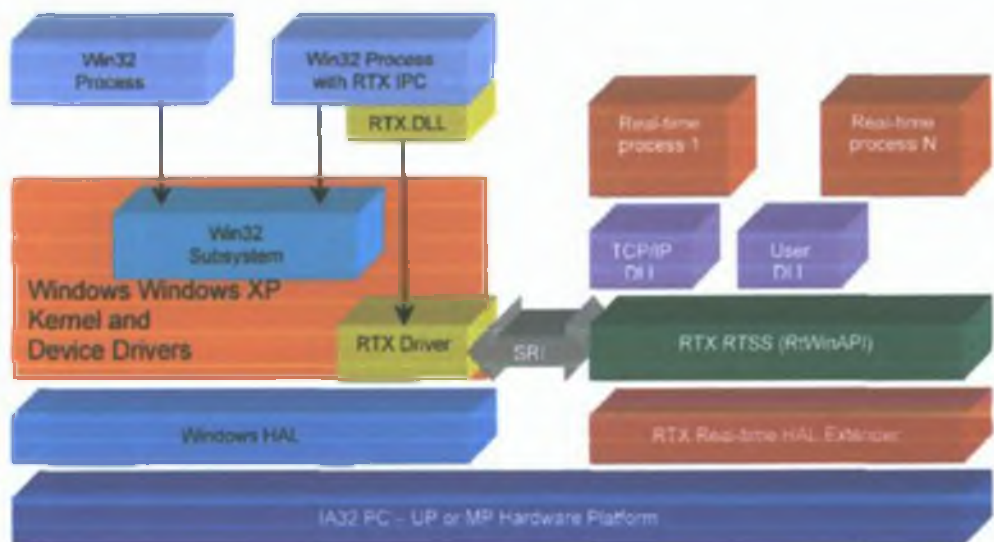 Win32
Process
Win32 Process
with RTX IPC
RTX.DLL
Real-time
process 1
Real-time
process N
Win32
Subsystem
TCP/IP
DLL
User
DLL
Windows Windows XP
Kernel and
Device Drivers
RTX Driver
SRI
RTX RTSS (RtWinAPI)
Windows HAL
RTX Real-time HAL Extender
IA32 PC – UP or MP Hardware Platform